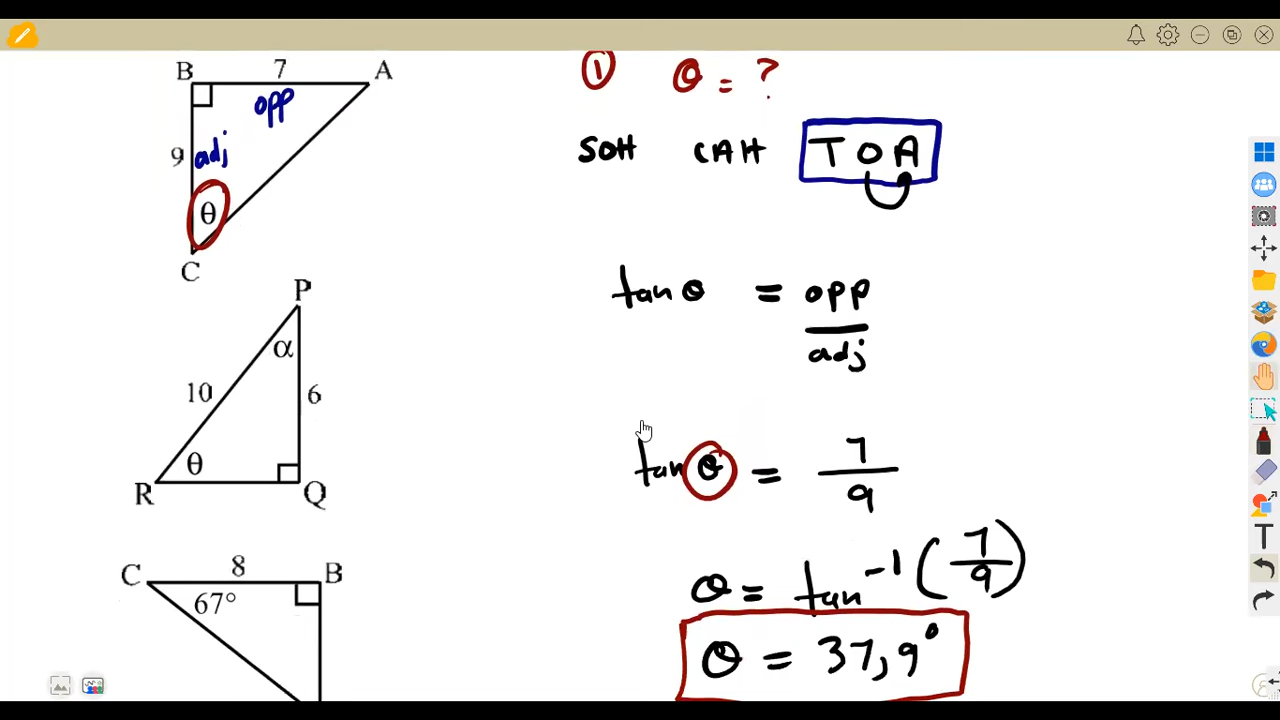 B 7 A
opp
9 adj
θ
C
P
α
10 6
θ
R Q
C 8 B
67°
① θ = ?
SOH CAH TOA
tan θ = opp
adj
tan θ = 7
9
θ = tan⁻¹ (7/9)
θ = 37,9°
T